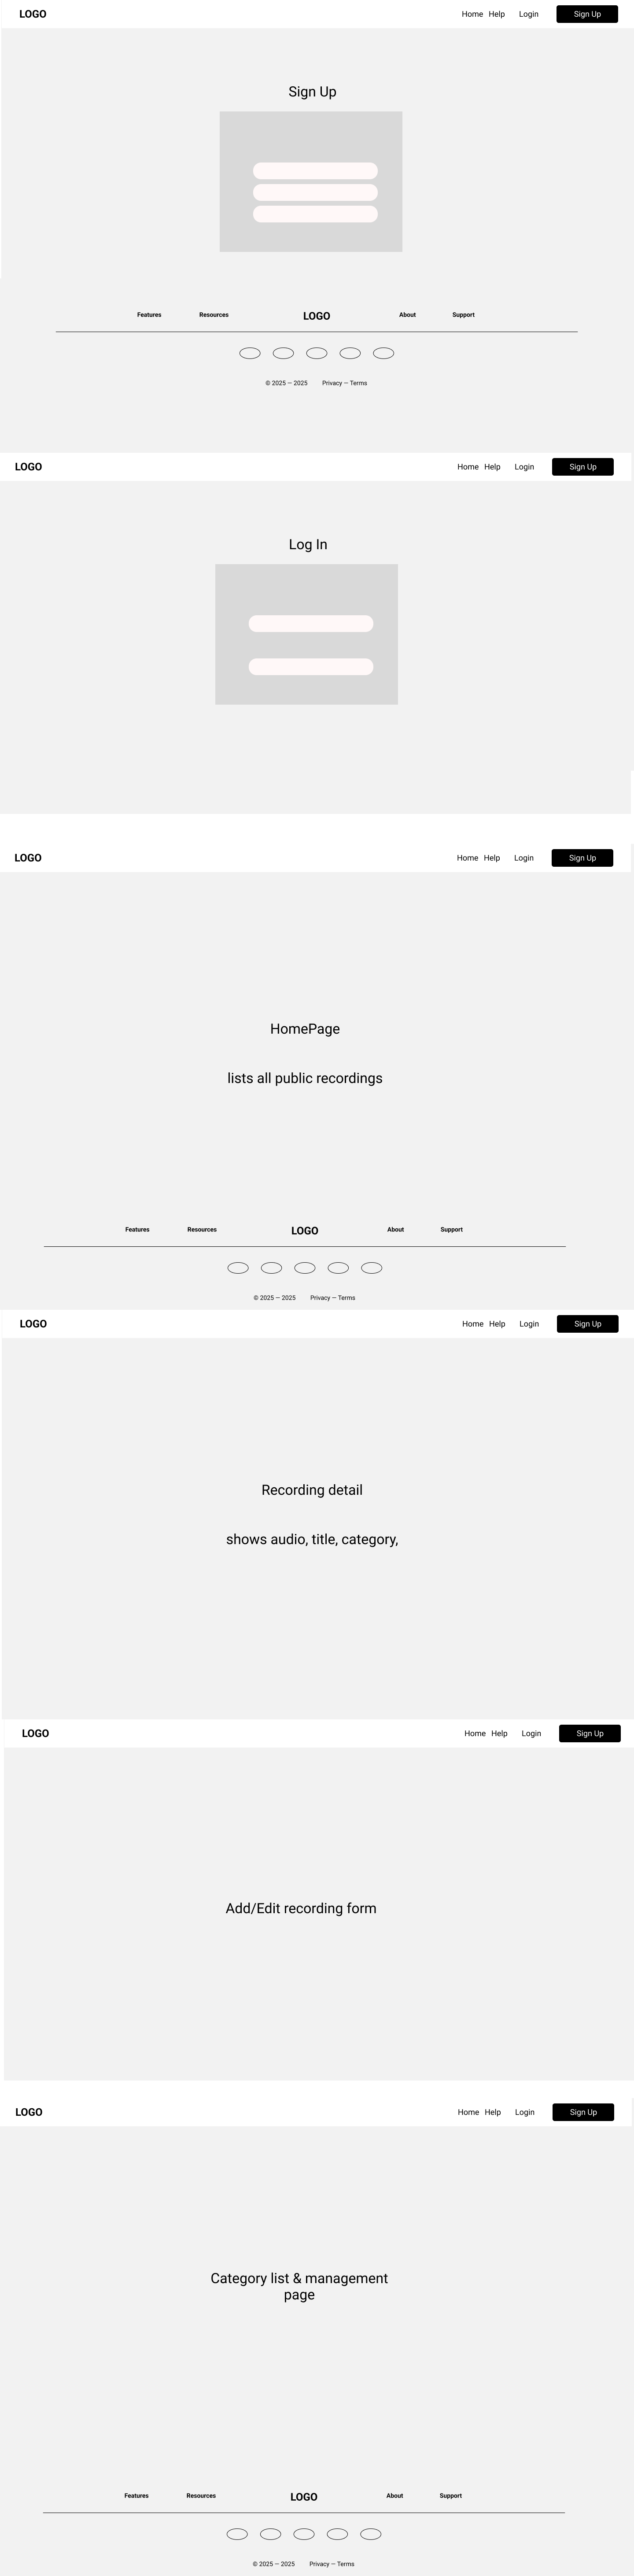 LOGO Home Help Login Sign Up
Sign Up
Features Resources LOGO About Support
© 2025 — 2025 Privacy — Terms
LOGO Home Help Login Sign Up
Log In
LOGO Home Help Login Sign Up
HomePage
lists all public recordings
Features Resources LOGO About Support
© 2025 — 2025 Privacy — Terms
LOGO Home Help Login Sign Up
Recording detail
shows audio, title, category,
LOGO Home Help Login Sign Up
Add/Edit recording form
LOGO Home Help Login Sign Up
Category list & management
page
Features Resources LOGO About Support
© 2025 — 2025 Privacy — Terms